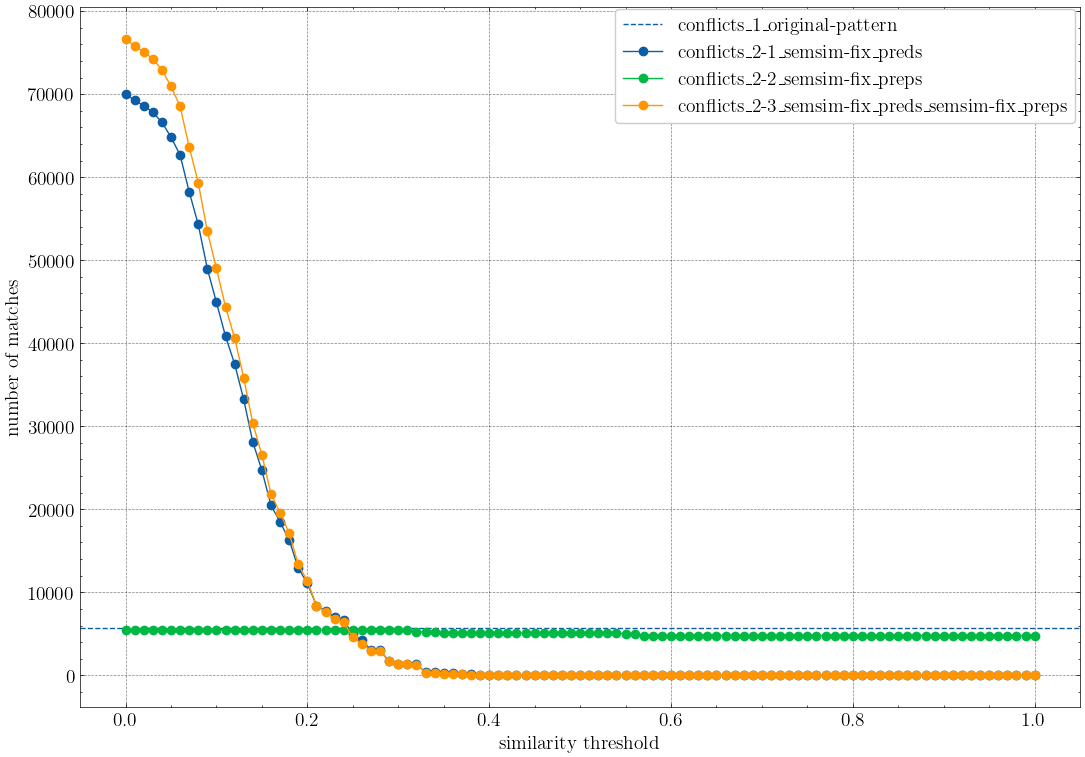 conflicts_1_original-pattern
conflicts_2-1_semsim-fix_preds
conflicts_2-2_semsim-fix_preps
conflicts_2-3_semsim-fix_preds_semsim-fix_preps
80000
70000
60000
50000
40000
30000
20000
10000
0
number of matches
0.0 0.2 0.4 0.6 0.8 1.0
similarity threshold